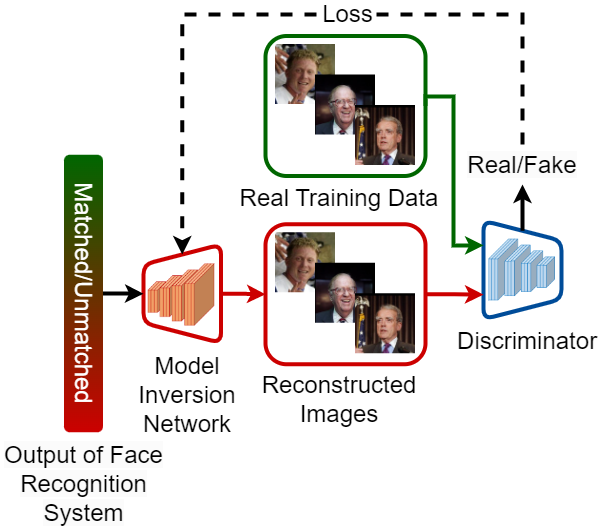 Loss
Real/Fake
Real Training Data
Matched/Unmatched
Discriminator
Model
Inversion
Network
Reconstructed
Images
Output of Face
Recognition
System